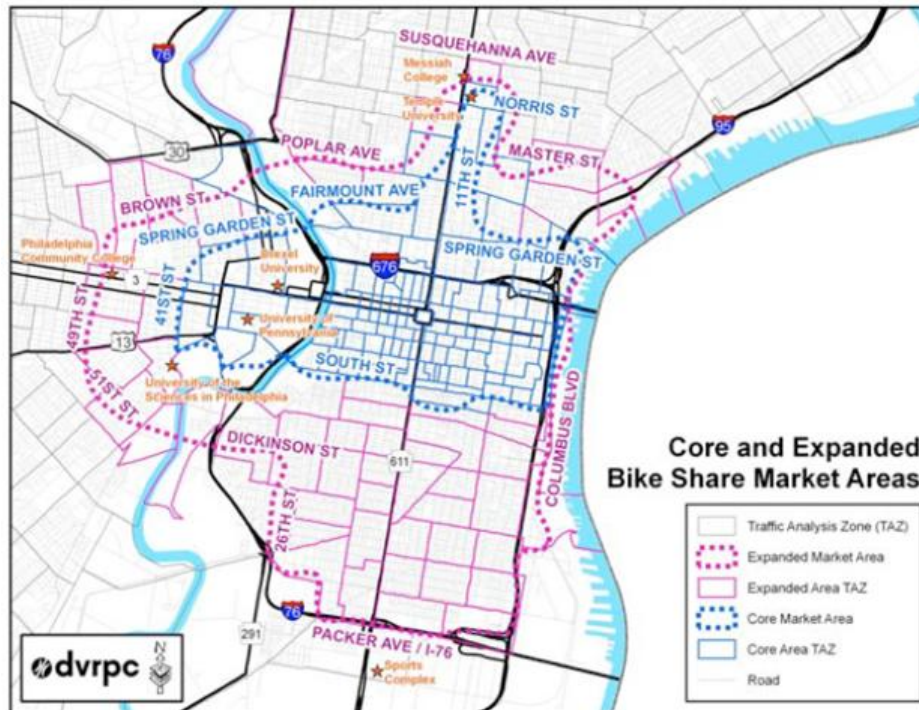 76
SUSQUEHANNA AVE
Messiah
College
Temple
University
NORRIS ST
95
30
POPLAR AVE
MASTER ST
11TH ST
FAIRMOUNT AVE
BROWN ST
SPRING GARDEN ST
SPRING GARDEN ST
Philadelphia
Community College
Drexel
University
676
3
41ST ST
49TH ST
University of
Pennsylvania
13
SOUTH ST
University of the
Sciences in Philadelphia
51ST ST
COLUMBUS BLVD
DICKINSON ST
611
26TH ST
76
291
PACKER AVE / I-76
Sports
Complex
dvrpc
N
Core and Expanded
Bike Share Market Areas
Traffic Analysis Zone (TAZ)
Expanded Market Area
Expanded Area TAZ
Core Market Area
Core Area TAZ
Road